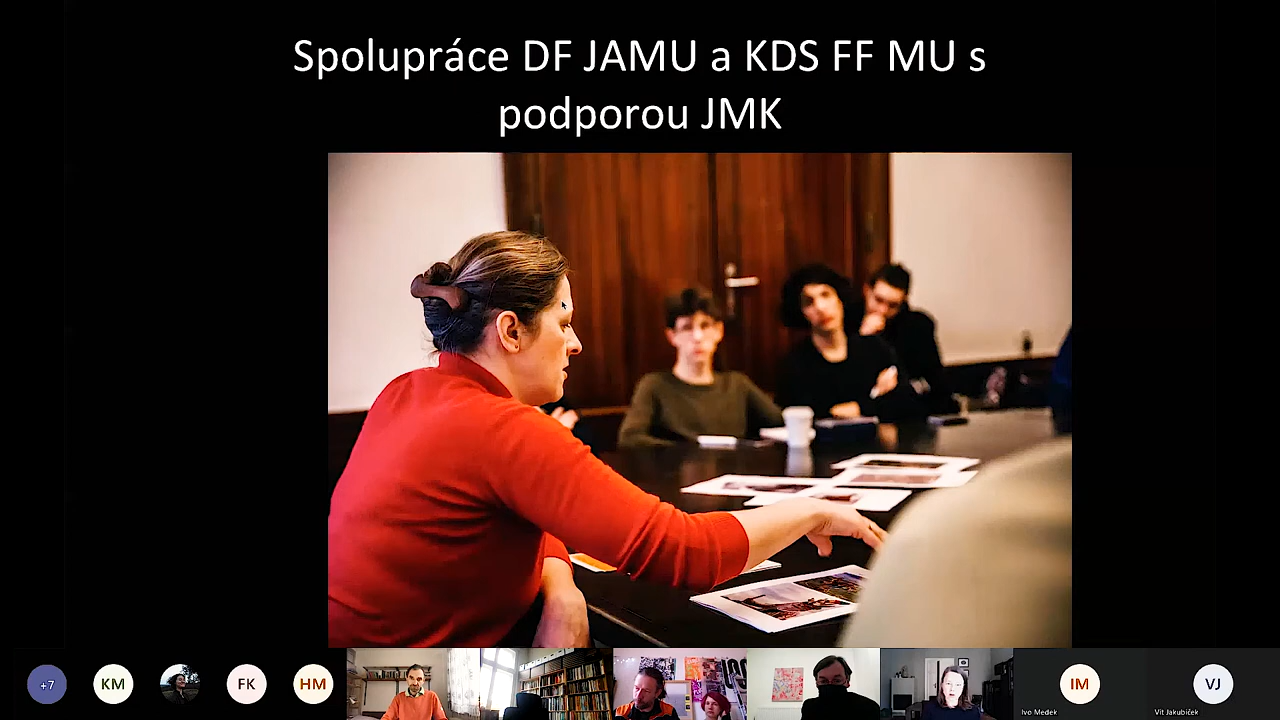 Spolupráce DF JAMU a KDS FF MU s
podporou JMK
+7
KM
FK
HM
IM
VJ
Ivo Medek
Vít Jakubíček